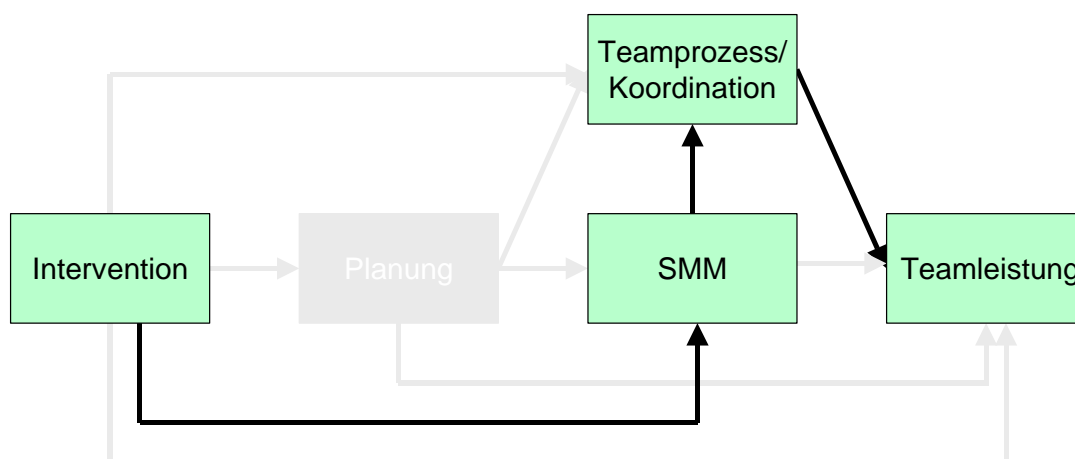 Teamprozess/
Koordination
Intervention
Planung
SMM
Teamleistung